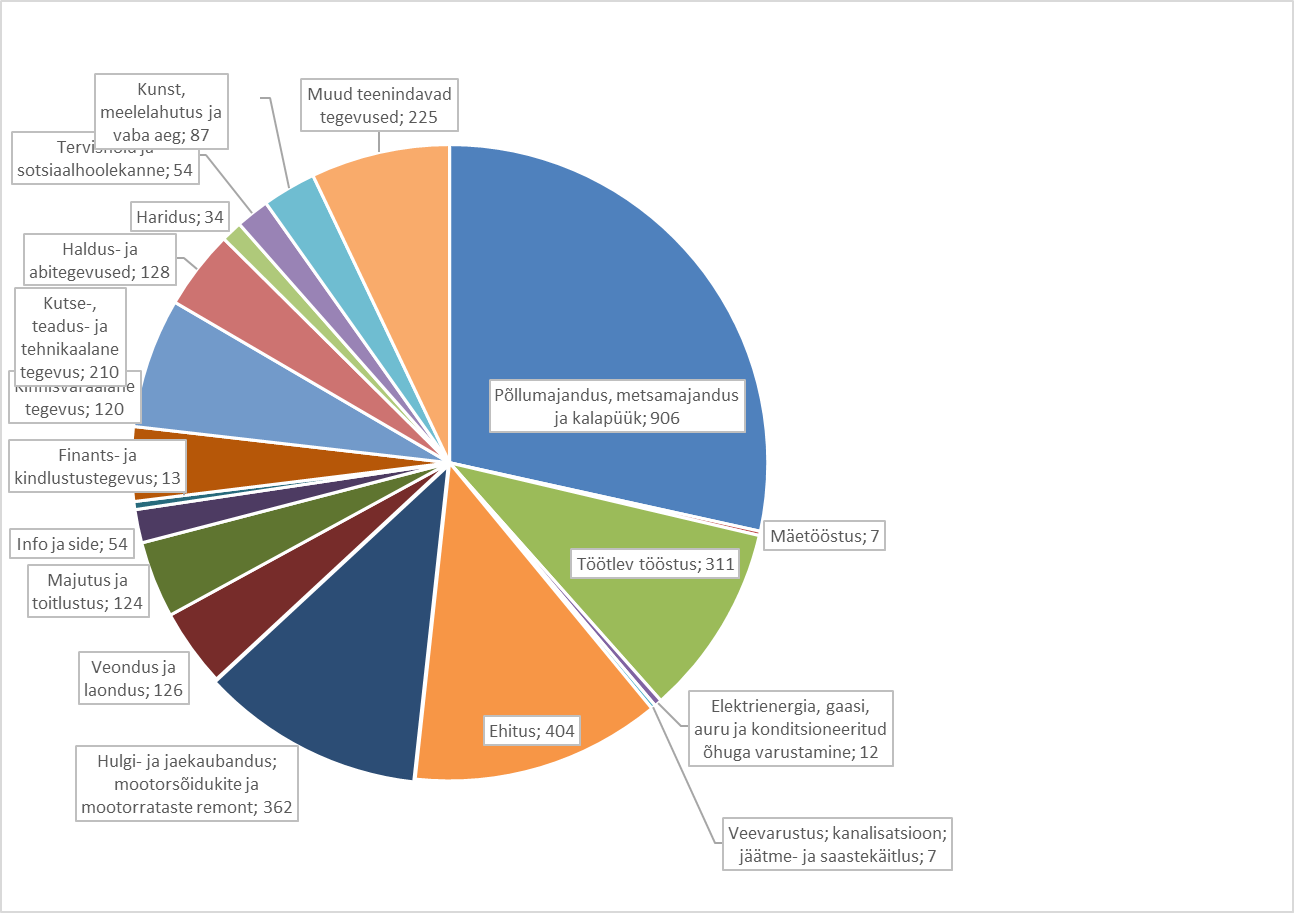 Kunst,
meelelahutus ja
vaba aeg; 87
Muud teenindavad
tegevused; 225
sotsiaalhoolekanne; 54
Haridus; 34
Haldus- ja
abitegevused; 128
Kutse-,
teadus- ja
tehnikaalane
tegevus; 210
Kinnisvaraalane
tegevus; 120
Finants- ja
kindlustustegevus; 13
Info ja side; 54
Majutus ja
toitlustus; 124
Veondus ja
laondus; 126
Hulgi- ja jaekaubandus;
mootorsõidukite ja
mootorrataste remont; 362
Ehitus; 404
Põllumajandus, metsamajandus
ja kalapüük; 906
Mäetööstus; 7
Töötlev tööstus; 311
Elektrienergia, gaasi,
auru ja konditsioneeritud
õhuga varustamine; 12
Veevarustus; kanalisatsioon;
jäätme- ja saastekäitlus; 7